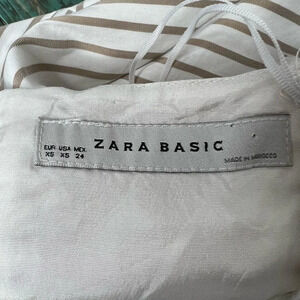 ZARA BASIC
EUR USA MEX
XS XS 24
MADE IN MOROCCO